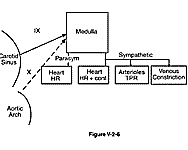 IX
Medulla
Carotid
Sinus
X
Parasym
Sympathetic
Heart
HR
Heart
HR + cont.
Arterioles
TPR
Venous
Constriction
Aortic
Arch
Figure V-2-6